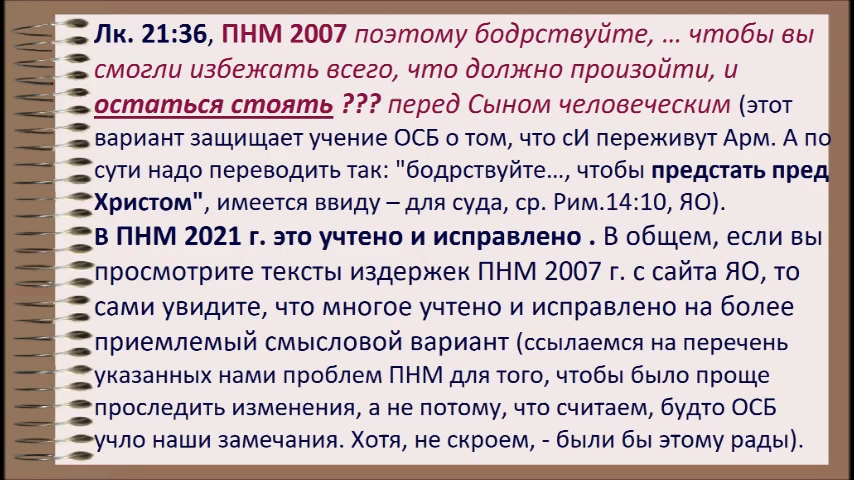 Лк. 21:36, ПНМ 2007 поэтому бодрствуйте, ... чтобы вы
смогли избежать всего, что должно произойти, и
остаться стоять ??? перед Сыном человеческим (этот
вариант защищает учение ОСБ о том, что сИ переживут Арм. А по
сути надо переводить так: "бодрствуйте..., чтобы предстать пред
Христом", имеется ввиду – для суда, ср. Рим.14:10, ЯО).
В ПНМ 2021 г. это учтено и исправлено . В общем, если вы
просмотрите тексты издержек ПНМ 2007 г. с сайта ЯО, то
сами увидите, что многое учтено и исправлено на более
приемлемый смысловой вариант (ссылаемся на перечень
указанных нами проблем ПНМ для того, чтобы было проще
проследить изменения, а не потому, что считаем, будто ОСБ
учло наши замечания. Хотя, не скроем, - были бы этому рады).